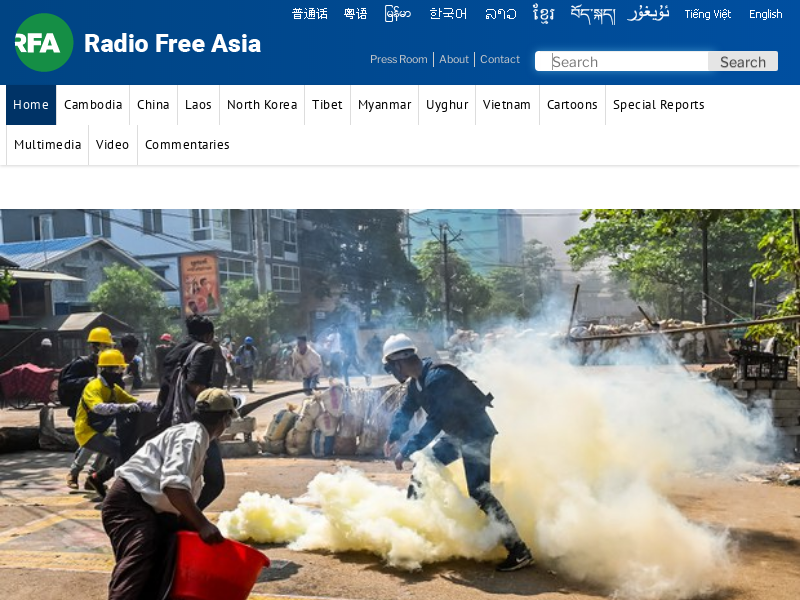 普通话 粤语 မြန်မာ 한국어 ລາວ ខ្មែរ བོད་སྐད། ئۇيغۇر Tiếng Việt English
RFA Radio Free Asia
Press Room About Contact Search Search
Home Cambodia China Laos North Korea Tibet Myanmar Uyghur Vietnam Cartoons Special Reports
Multimedia Video Commentaries